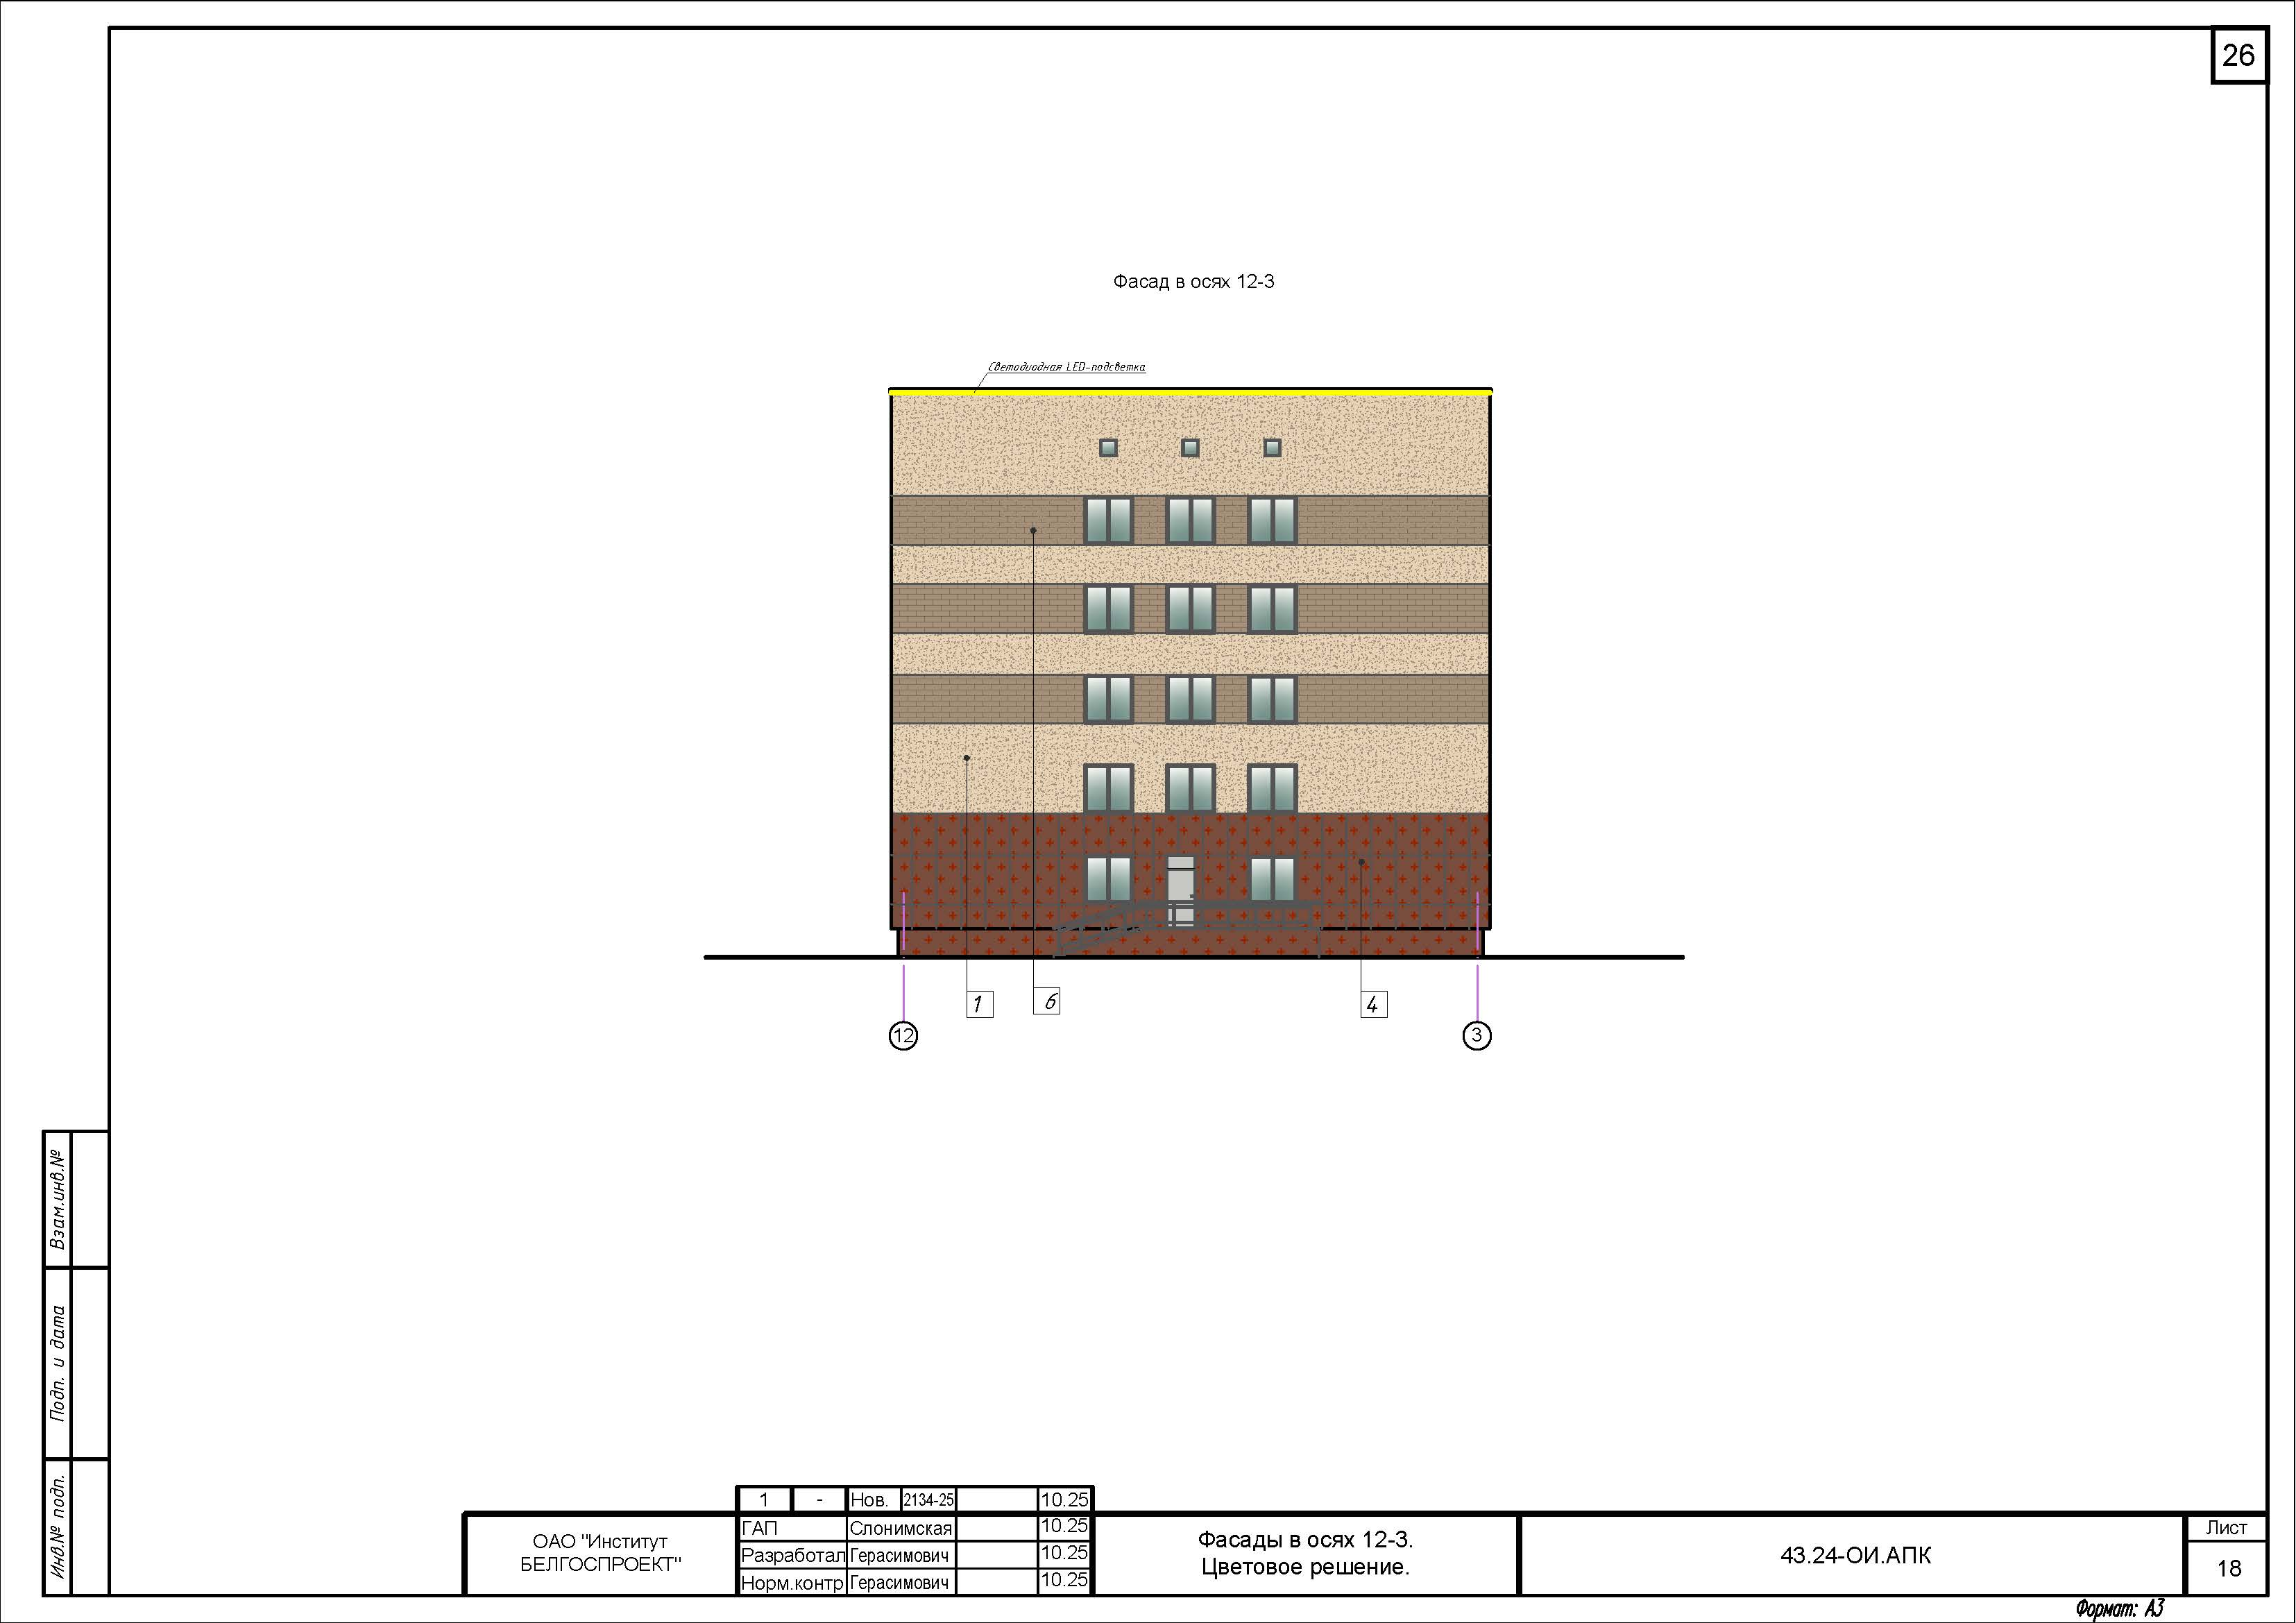 26
Фасад в осях 12-3
Светодиодная LED-подсветка
1
6
4
12
3
Взам.инв.№
Подп. и дата
Инв.№ подп.
1 - Нов. 2134-25 10.25
ГАП Слонимская 10.25
Разработал Герасимович 10.25
Норм.контр Герасимович 10.25
ОАО "Институт
БЕЛГОСПРОЕКТ"
Фасады в осях 12-3.
Цветовое решение.
43.24-ОИ.АПК
Лист
18
Формат: А3